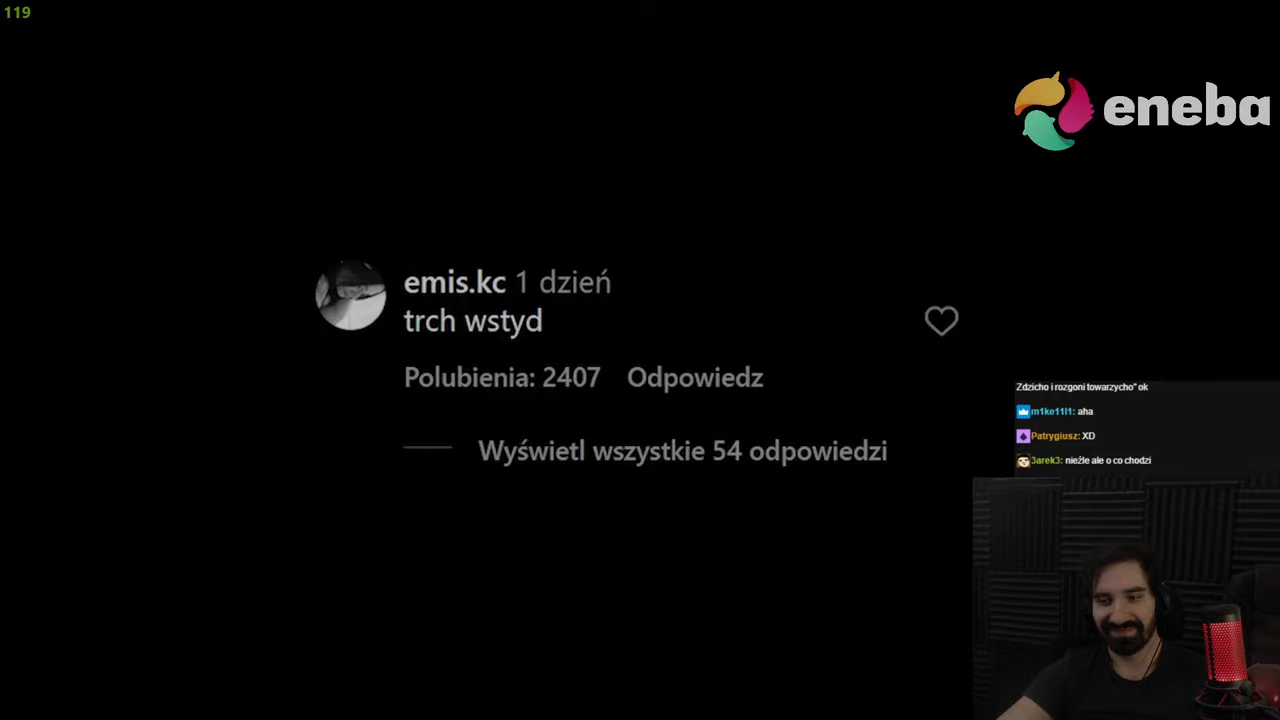 119
eneba
emis.kc 1 dzień
trch wstyd
Polubienia: 2407 Odpowiedz
Wyświetl wszystkie 54 odpowiedzi
Zdzicho i rozgoni towarzycho" ok
m1ke11l1: aha
Patrygiusz: XD
3arek3: nieźle ale o co chodzi